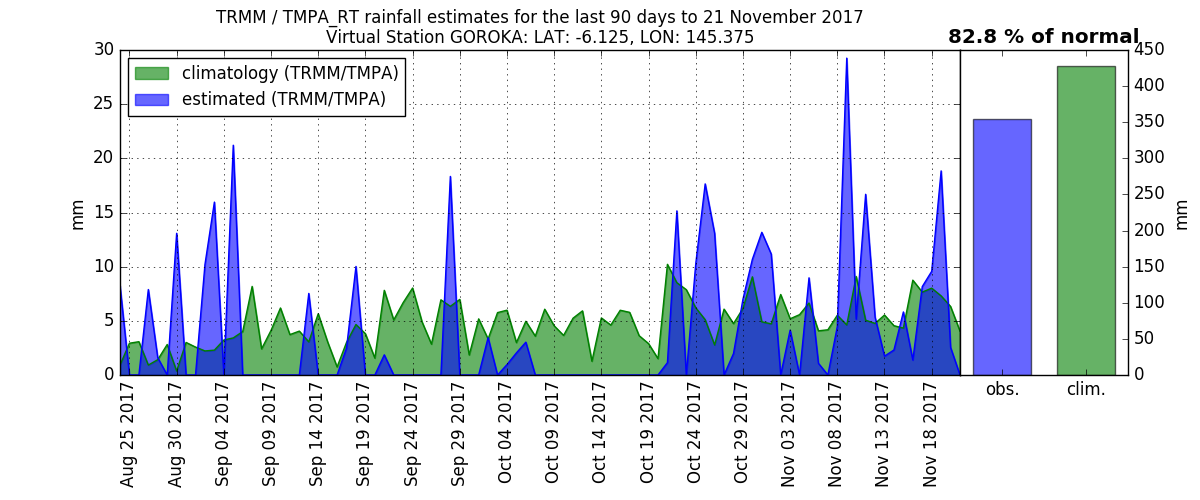 TRMM / TMPA_RT rainfall estimates for the last 90 days to 21 November 2017
Virtual Station GOROKA: LAT: -6.125, LON: 145.375
82.8 % of normal
climatology (TRMM/TMPA)
estimated (TRMM/TMPA)
30
25
20
15
10
5
0
mm
450
400
350
300
250
200
150
100
50
0
mm
Aug 25 2017
Aug 30 2017
Sep 04 2017
Sep 09 2017
Sep 14 2017
Sep 19 2017
Sep 24 2017
Sep 29 2017
Oct 04 2017
Oct 09 2017
Oct 14 2017
Oct 19 2017
Oct 24 2017
Oct 29 2017
Nov 03 2017
Nov 08 2017
Nov 13 2017
Nov 18 2017
obs.
clim.